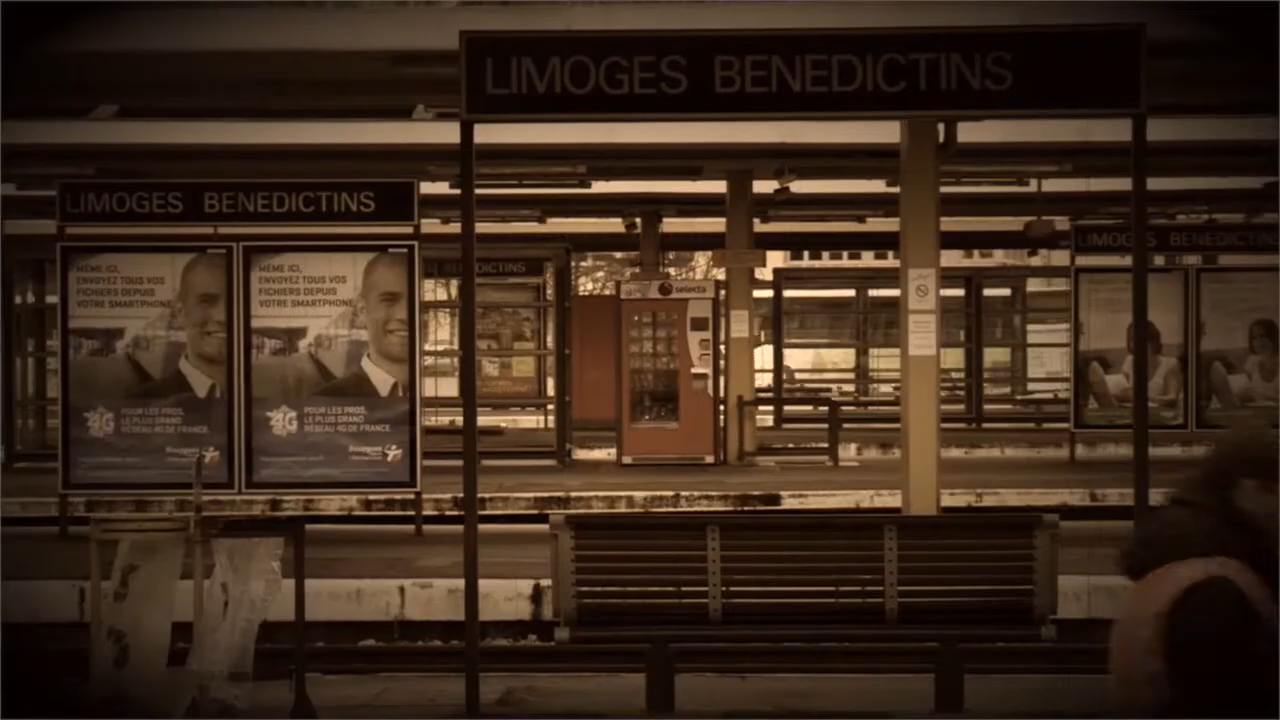 LIMOGES BENEDICTINS
LIMOGES BENEDICTINS
MÊME ICI,
ENVOYEZ TOUS VOS
FICHIERS DEPUIS
VOTRE SMARTPHONE.
4G
POUR LES PROS,
LE PLUS GRAND
RÉSEAU 4G DE FRANCE.
MÊME ICI,
ENVOYEZ TOUS VOS
FICHIERS DEPUIS
VOTRE SMARTPHONE.
4G
POUR LES PROS,
LE PLUS GRAND
RÉSEAU 4G DE FRANCE.
bouygues
DICTINS
selecta
LIMOGES BENEDICTINS